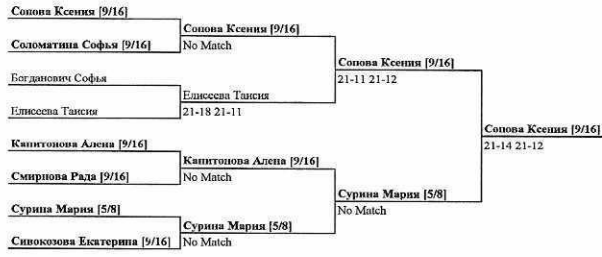 Сопова Ксения [9/16]
Сопова Ксения [9/16]
Соломатина Софья [9/16]
No Match
Сопова Ксения [9/16]
21-11 21-12
Богданович Софья
Елисеева Таисия
Елисеева Таисия
21-18 21-11
Сопова Ксения [9/16]
21-14 21-12
Капитонова Алена [9/16]
Капитонова Алена [9/16]
Смирнова Рада [9/16]
No Match
Сурина Мария [5/8]
No Match
Сурина Мария [5/8]
Сурина Мария [5/8]
Сивокозова Екатерина [9/16]
No Match